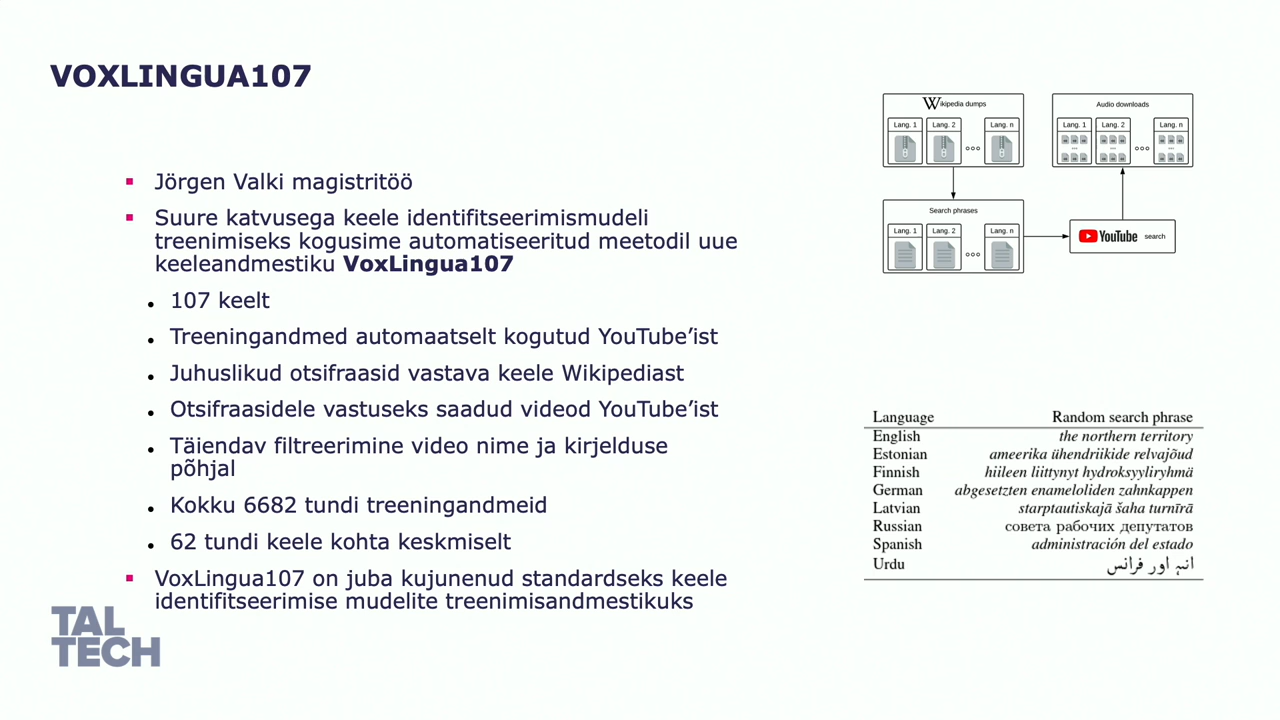 VOXLINGUA107
Jörgen Valki magistritöö
Suure katvusega keele identifitseerimismudeli
treenimiseks kogusime automatiseeritud meetodil uue
keeleandmestiku VoxLingua107
107 keelt
Treeningandmed automaatselt kogutud YouTube’ist
Juhuslikud otsifraasid vastava keele Wikipediast
Otsifraasidele vastuseks saadud videod YouTube’ist
Täiendav filtreerimine video nime ja kirjelduse
põhjal
Kokku 6682 tundi treeningandmeid
62 tundi keele kohta keskmiselt
VoxLingua107 on juba kujunenud standardseks keele
identifitseerimise mudelite treenimisandmestikuks
TAL
TECH
Wikipedia dumps
Lang. 1 Lang. 2 Lang. n
Audio downloads
Lang. 1 Lang. 2 Lang. n
Search phrases
Lang. 1 Lang. 2 Lang. n
YouTube search
Language Random search phrase
English the northern territory
Estonian ameerika ühendriikide relvajõud
Finnish hiileen liittynyt hydroksyyliryhmä
German abgesetzten enameloliden zahnkappen
Latvian starptautiskajā šaha turnīrā
Russian совета рабочих депутатов
Spanish administración del estado
Urdu انہ اور فرانس